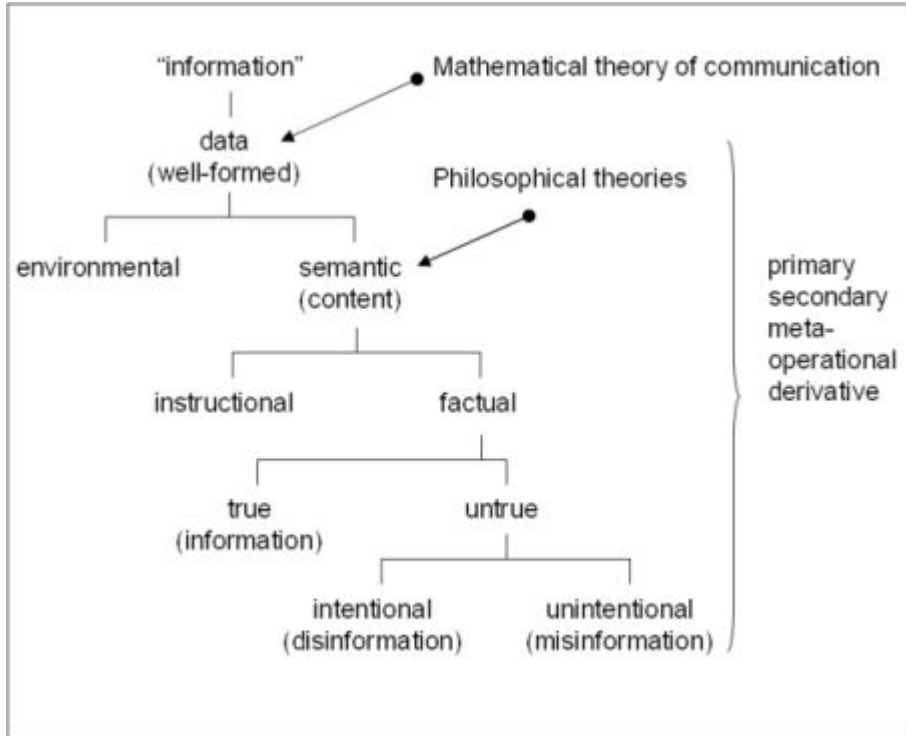 “information”
Mathematical theory of communication
data
(well-formed)
Philosophical theories
environmental
semantic
(content)
primary
secondary
meta-
operational
derivative
instructional
factual
true
(information)
untrue
intentional
(disinformation)
unintentional
(misinformation)